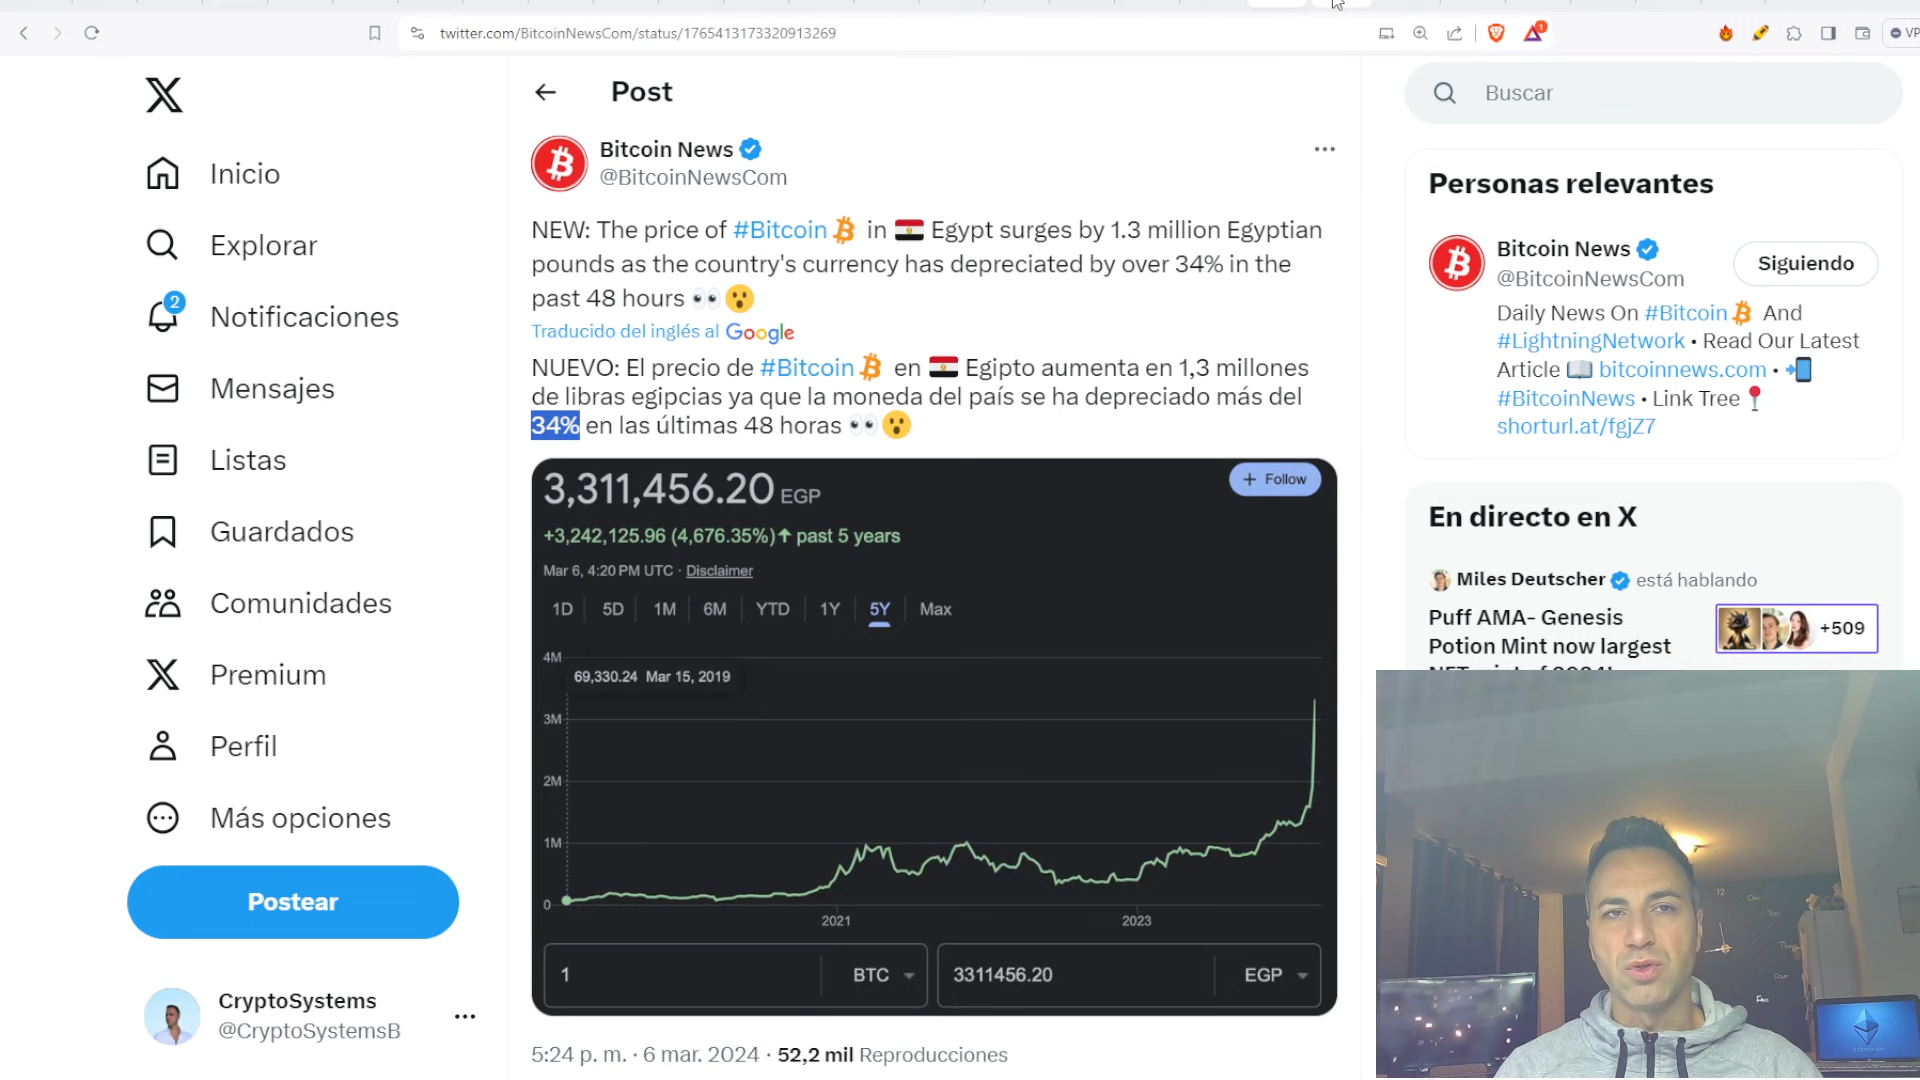 twitter.com/BitcoinNewsCom/status/1765413173320913269
1
VP
Inicio
Explorar
2
Notificaciones
Mensajes
Listas
Guardados
Comunidades
Premium
Perfil
Más opciones
Postear
CryptoSystems
@CryptoSystemsB
Post
Bitcoin News
@BitcoinNewsCom
NEW: The price of #Bitcoin in Egypt surges by 1.3 million Egyptian
pounds as the country's currency has depreciated by over 34% in the
past 48 hours
Traducido del inglés al Google
NUEVO: El precio de #Bitcoin en Egipto aumenta en 1,3 millones
de libras egipcias ya que la moneda del país se ha depreciado más del
34% en las últimas 48 horas
3,311,456.20 EGP
+ Follow
+3,242,125.96 (4,676.35%) past 5 years
Mar 6, 4:20 PM UTC · Disclaimer
1D 5D 1M 6M YTD 1Y 5Y Max
4M
69,330.24 Mar 15, 2019
3M
2M
1M
0
2021 2023
1 BTC 3311456.20 EGP
5:24 p. m. · 6 mar. 2024 · 52,2 mil Reproducciones
Buscar
Personas relevantes
Bitcoin News
@BitcoinNewsCom
Siguiendo
Daily News On #Bitcoin And
#LightningNetwork • Read Our Latest
Article bitcoinnews.com •
#BitcoinNews • Link Tree
shorturl.at/fgjZ7
En directo en X
Miles Deutscher está hablando
Puff AMA- Genesis
Potion Mint now largest
+509
12